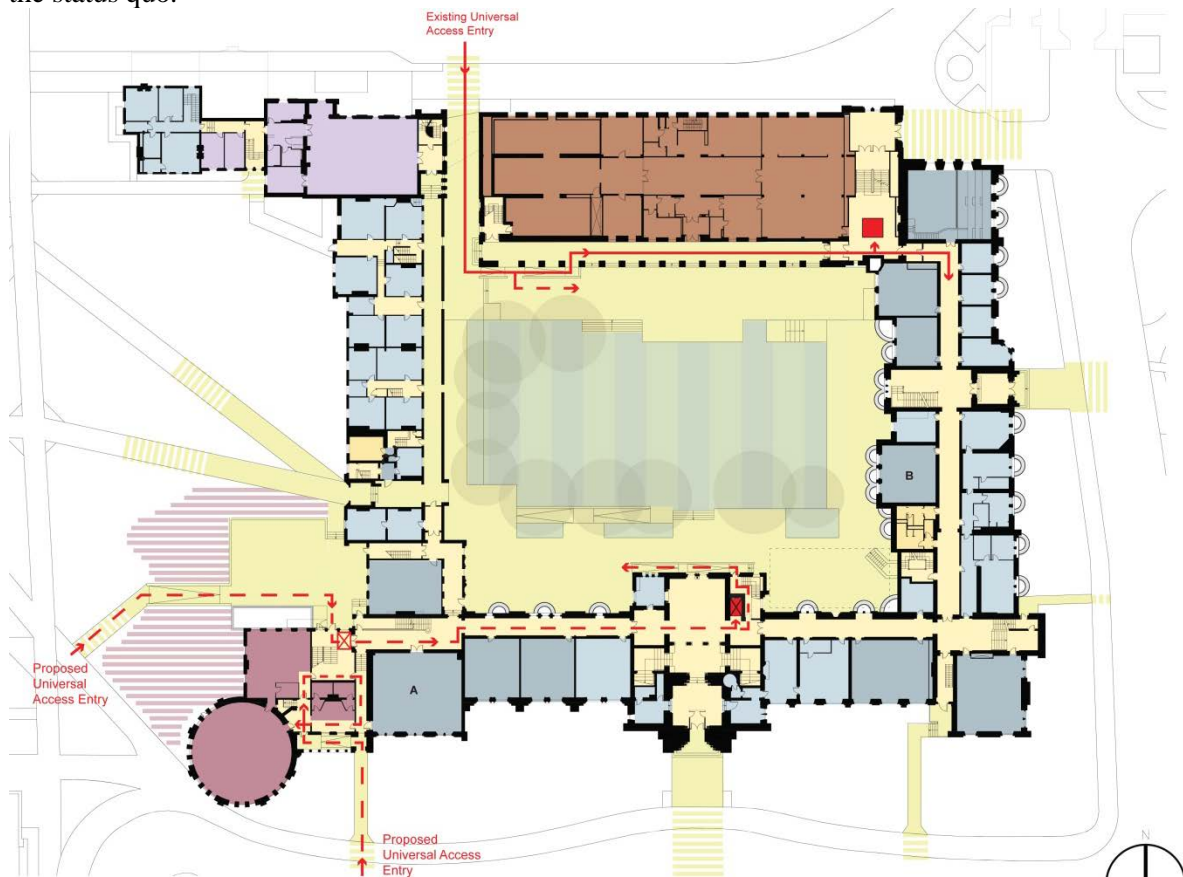 the status quo.
Existing Universal
Access Entry
B
Proposed
Universal
Access Entry
A
Proposed
Universal Access
Entry
N